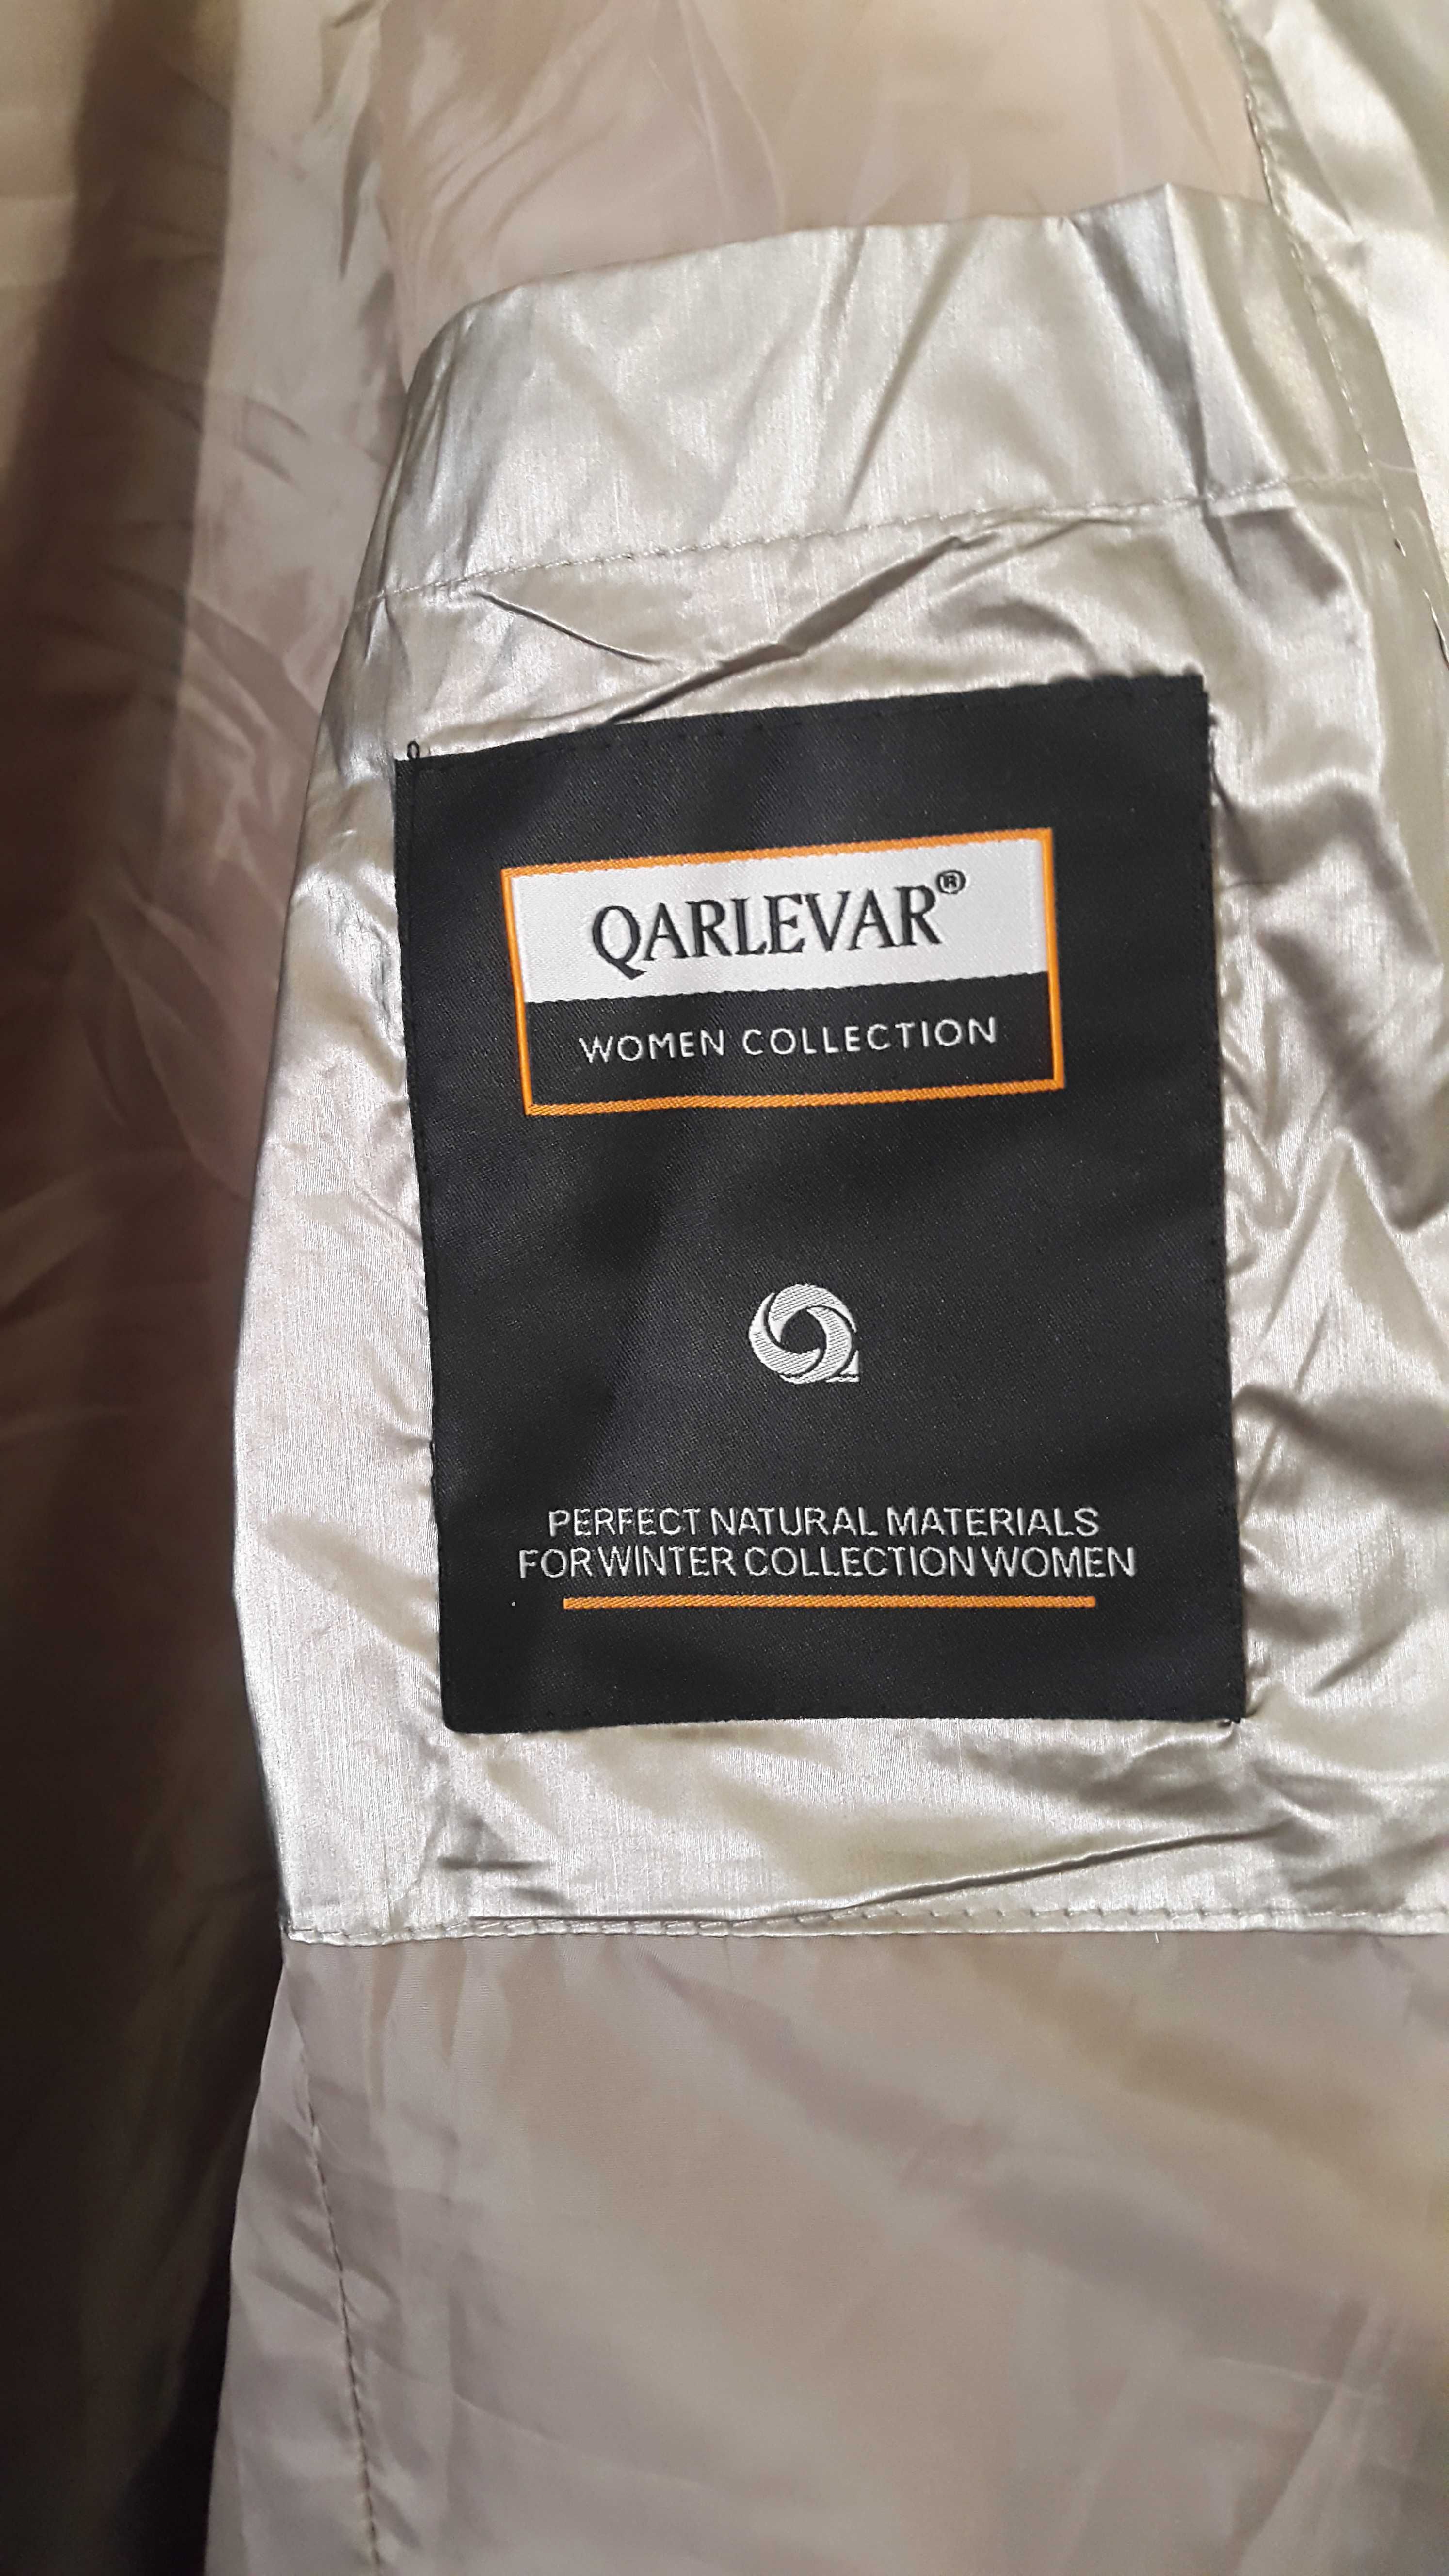 QARLEVAR®
WOMEN COLLECTION
PERFECT NATURAL MATERIALS
FOR WINTER COLLECTION WOMEN